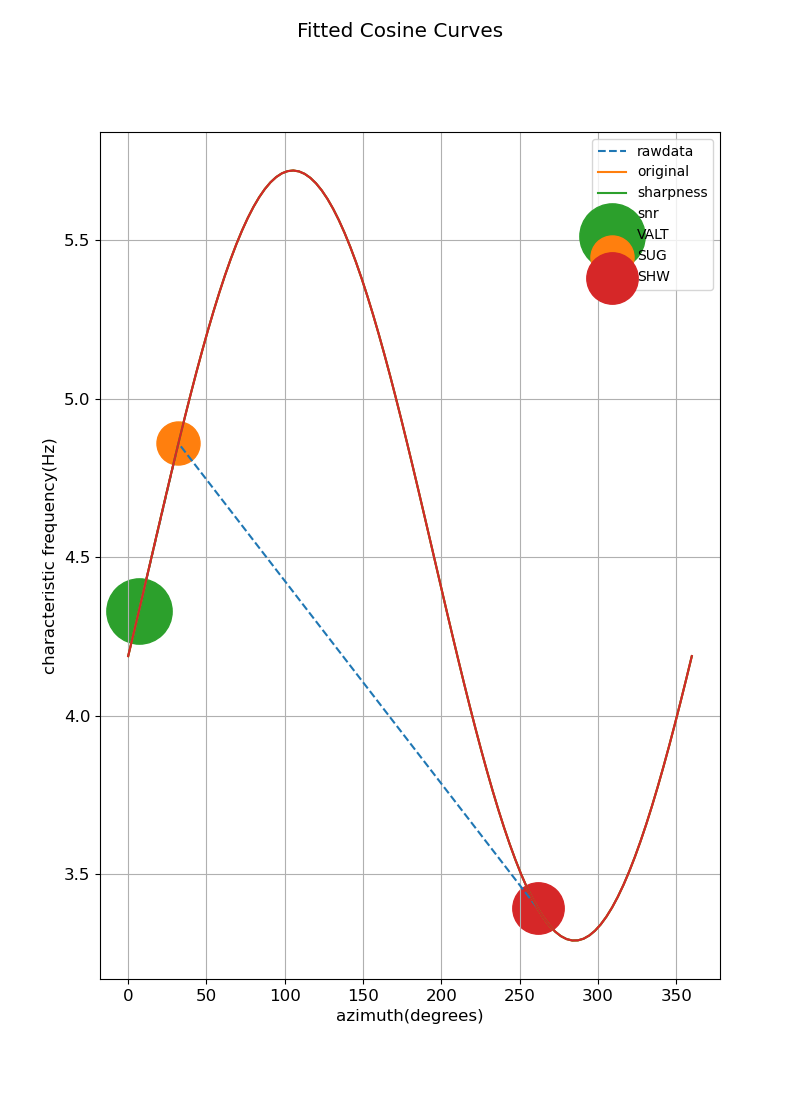 Fitted Cosine Curves
rawdata
original
sharpness
snr
VALT
SUG
SHW
5.5
5.0
4.5
4.0
3.5
characteristic frequency(Hz)
0 50 100 150 200 250 300 350
azimuth(degrees)